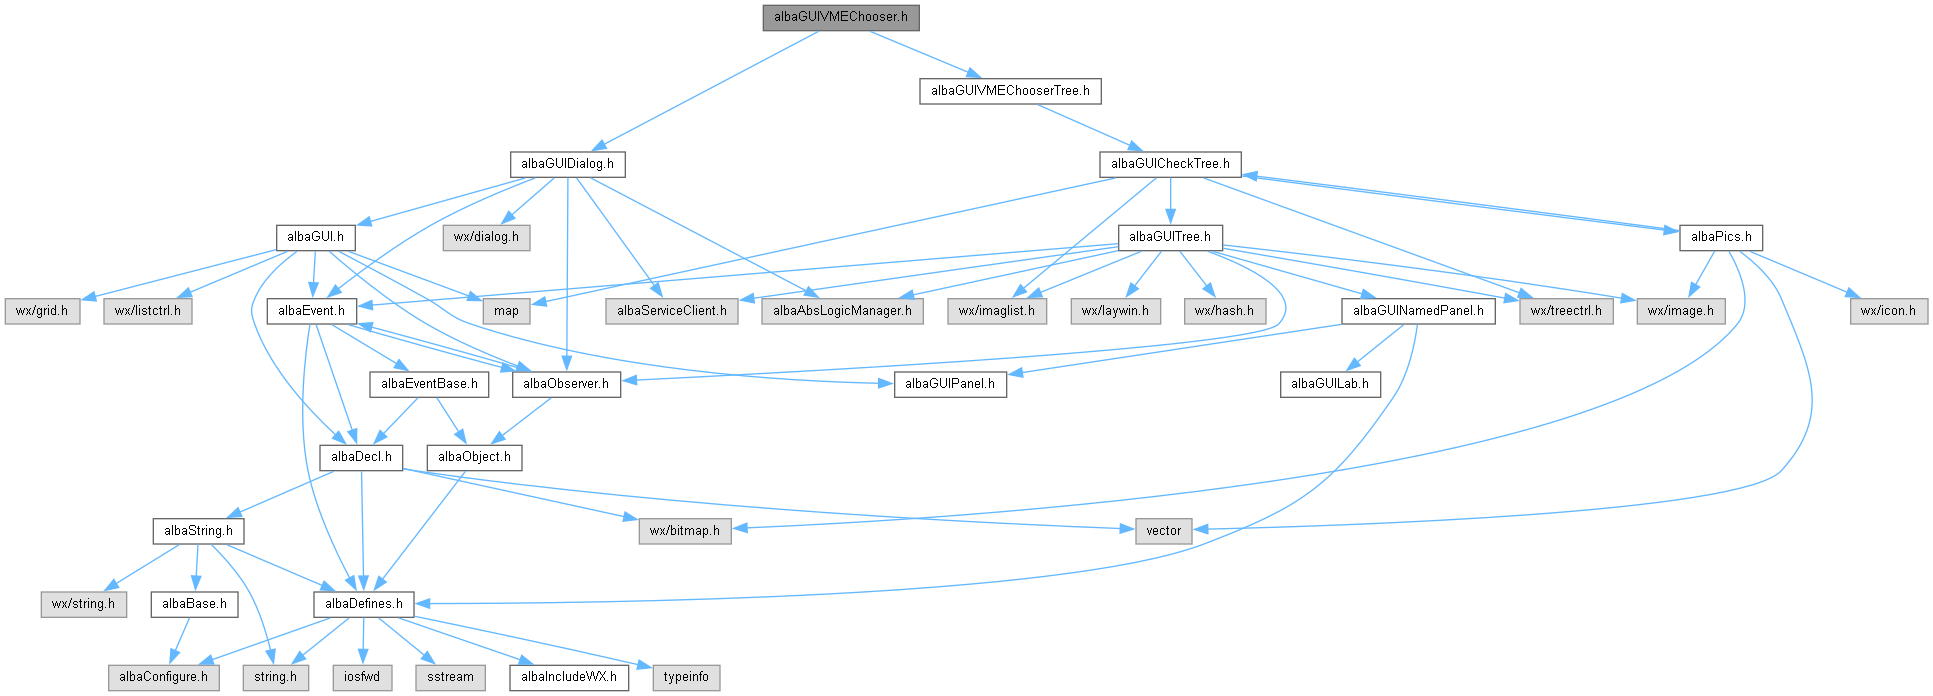 albaGUIVMEChooser.h
albaGUIVMEChooserTree.h
albaGUIDialog.h
albaGUICheckTree.h
albaGUI.h
wx/dialog.h
albaGUITree.h
albaPics.h
wx/grid.h
wx/listctrl.h
albaEvent.h
map
albaServiceClient.h
albaAbsLogicManager.h
wx/imaglist.h
wx/laywin.h
wx/hash.h
albaGUINamedPanel.h
wx/treectrl.h
wx/image.h
wx/icon.h
albaEventBase.h
albaObserver.h
albaGUIPanel.h
albaGUILab.h
albaDecl.h
albaObject.h
albaString.h
wx/bitmap.h
vector
wx/string.h
albaBase.h
albaDefines.h
albaConfigure.h
string.h
iosfwd
sstream
albaIncludeWX.h
typeinfo